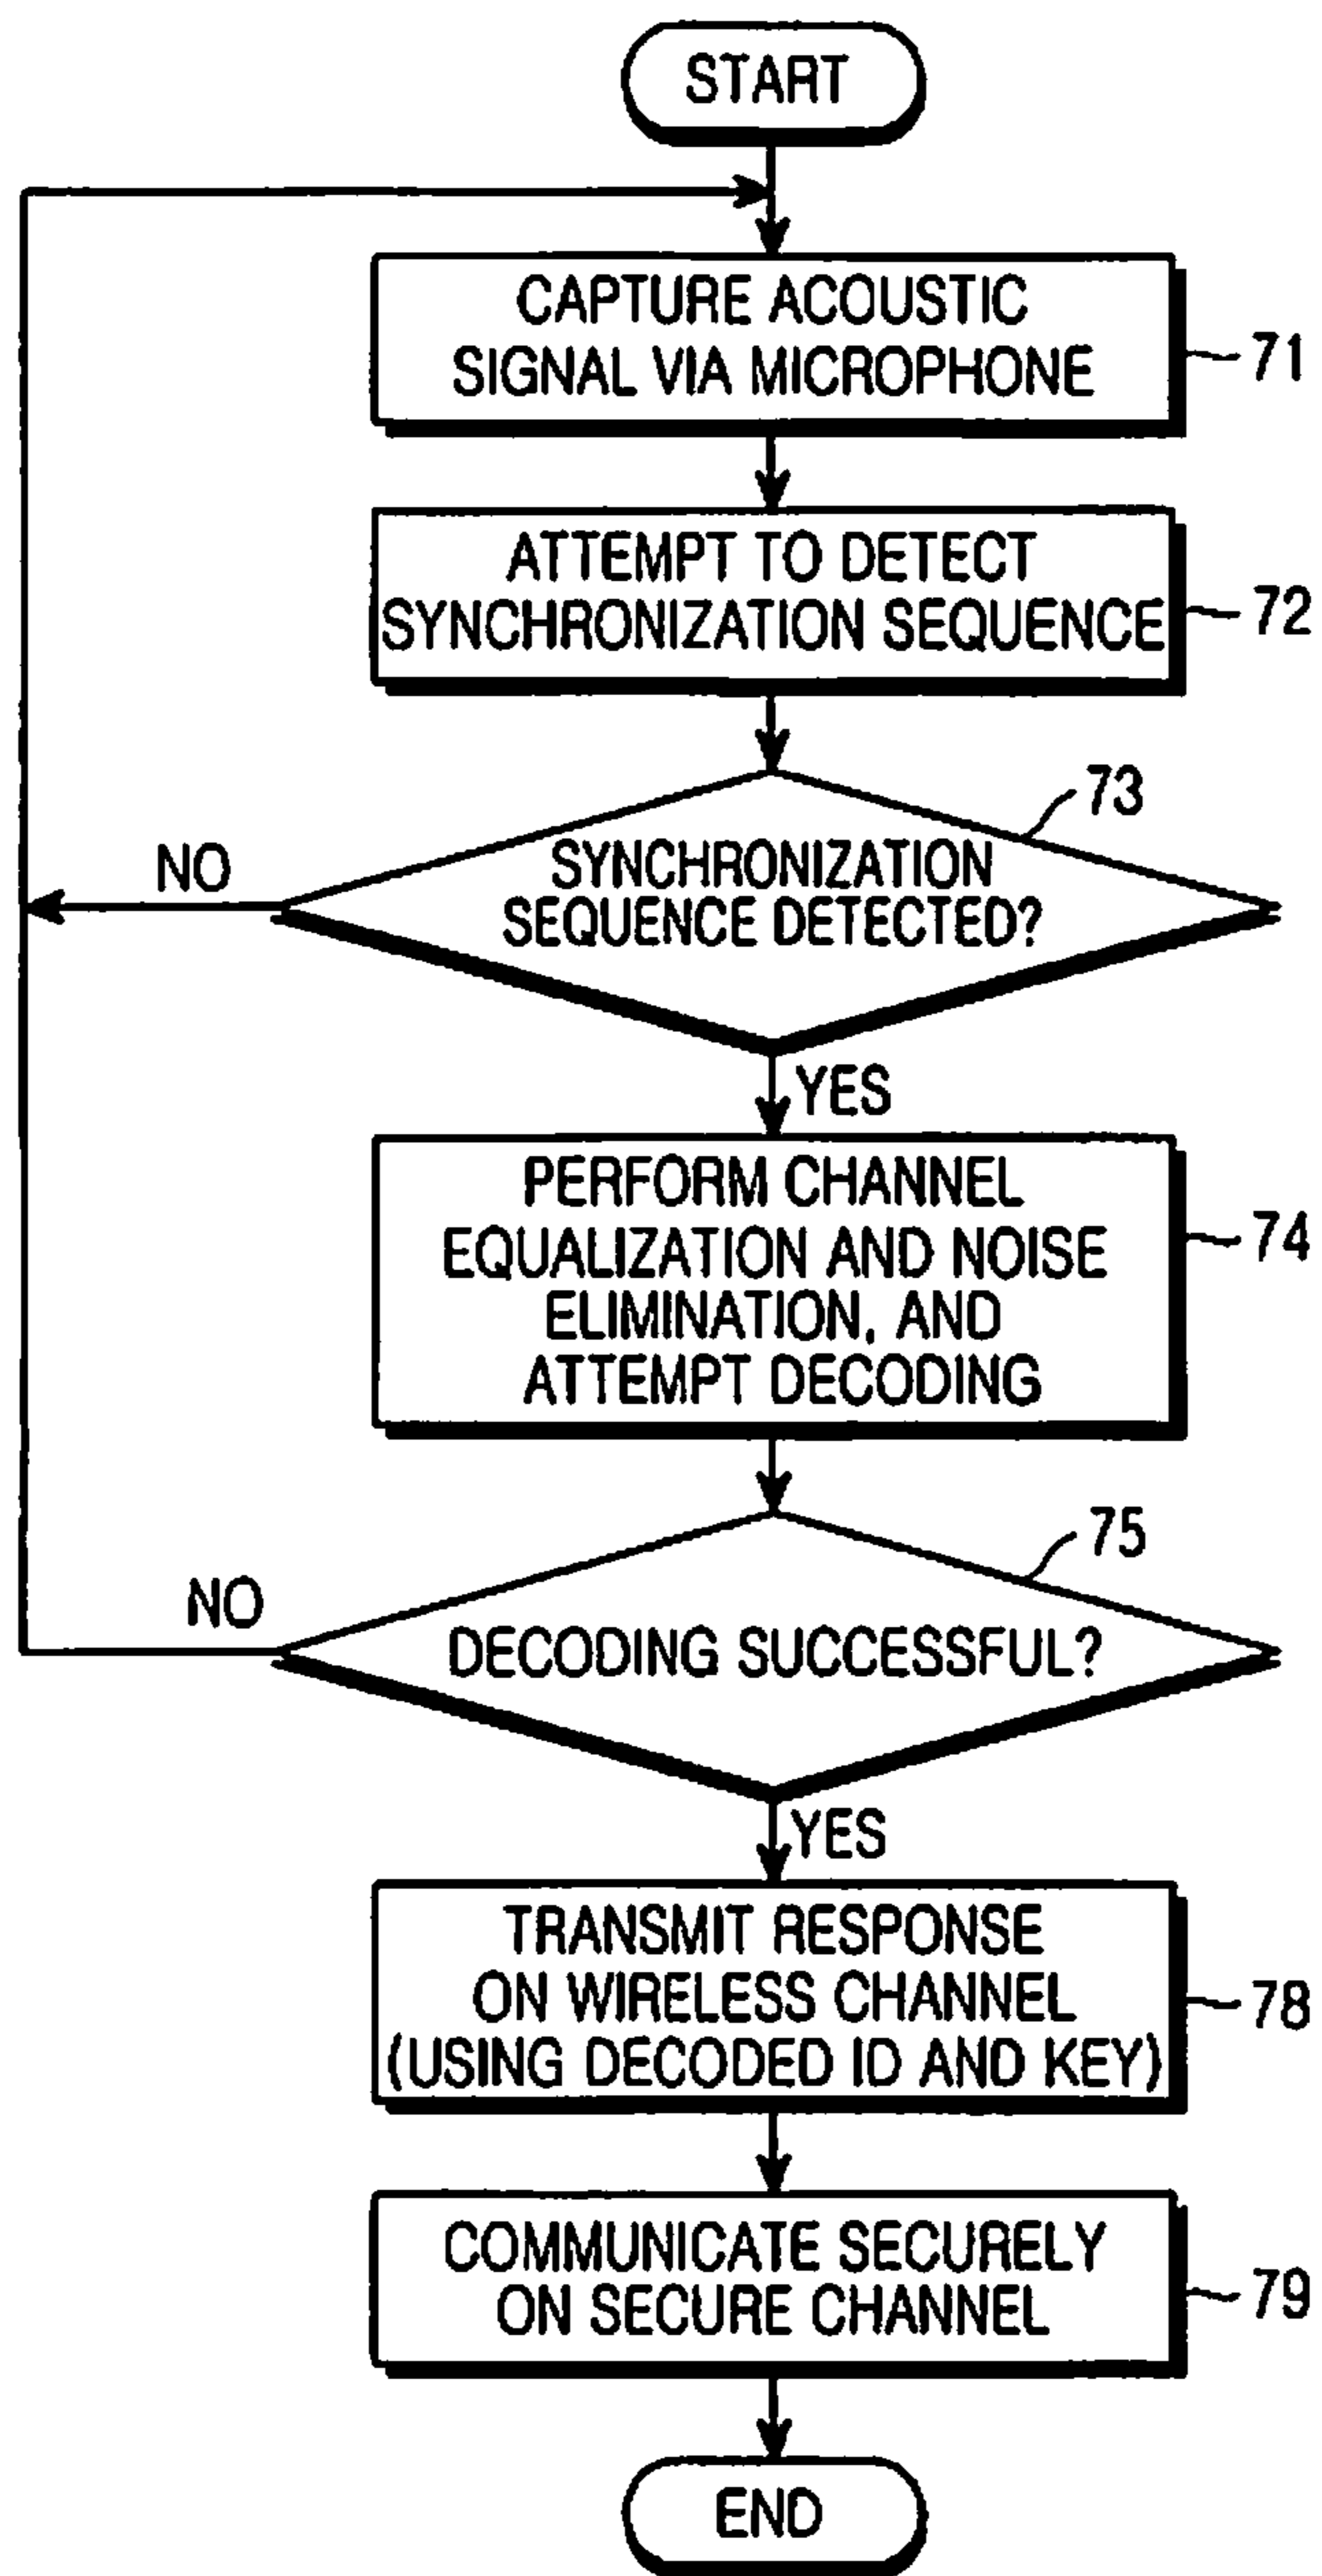 START
CAPTURE ACOUSTIC
SIGNAL VIA MICROPHONE
71
ATTEMPT TO DETECT
SYNCHRONIZATION SEQUENCE
72
73
SYNCHRONIZATION
SEQUENCE DETECTED?
NO
YES
PERFORM CHANNEL
EQUALIZATION AND NOISE
ELIMINATION, AND
ATTEMPT DECODING
74
75
DECODING SUCCESSFUL?
NO
YES
TRANSMIT RESPONSE
ON WIRELESS CHANNEL
(USING DECODED ID AND KEY)
78
COMMUNICATE SECURELY
ON SECURE CHANNEL
79
END